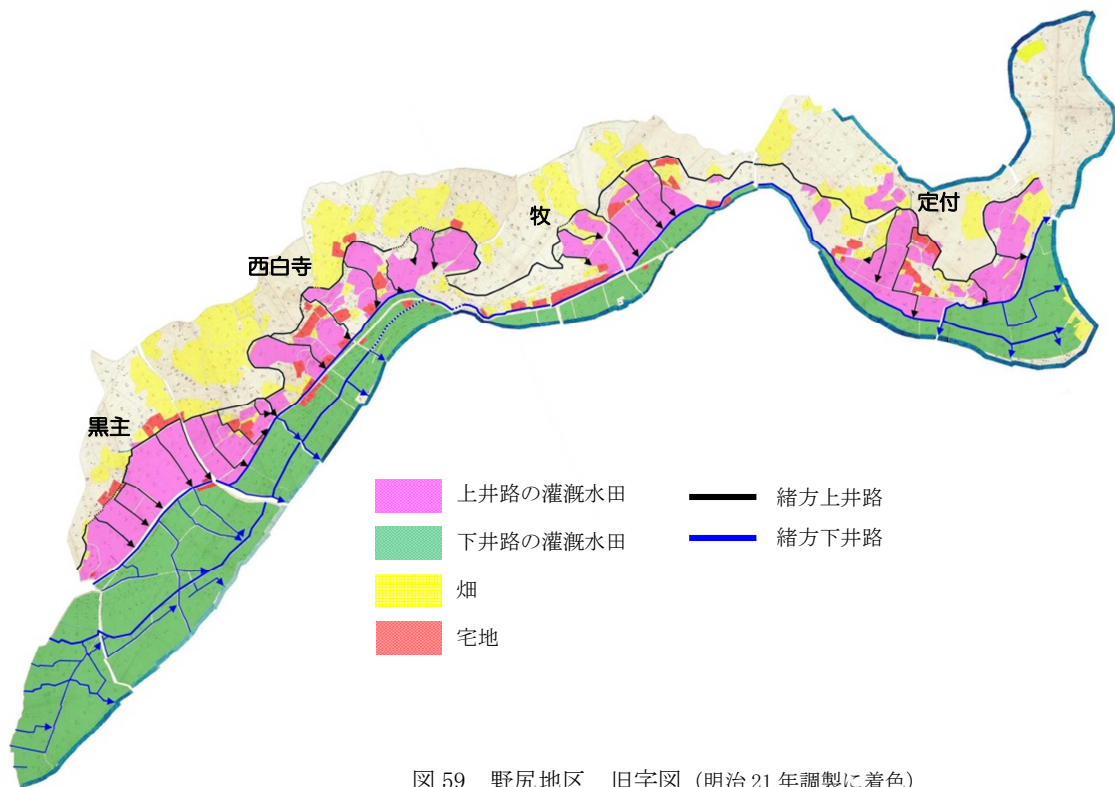 定付
牧
西白寺
黒主
上井路の灌漑水田
緒方上井路
下井路の灌漑水田
緒方下井路
畑
宅地
図 59 野尻地区 旧字図（明治 21 年調製に着色）